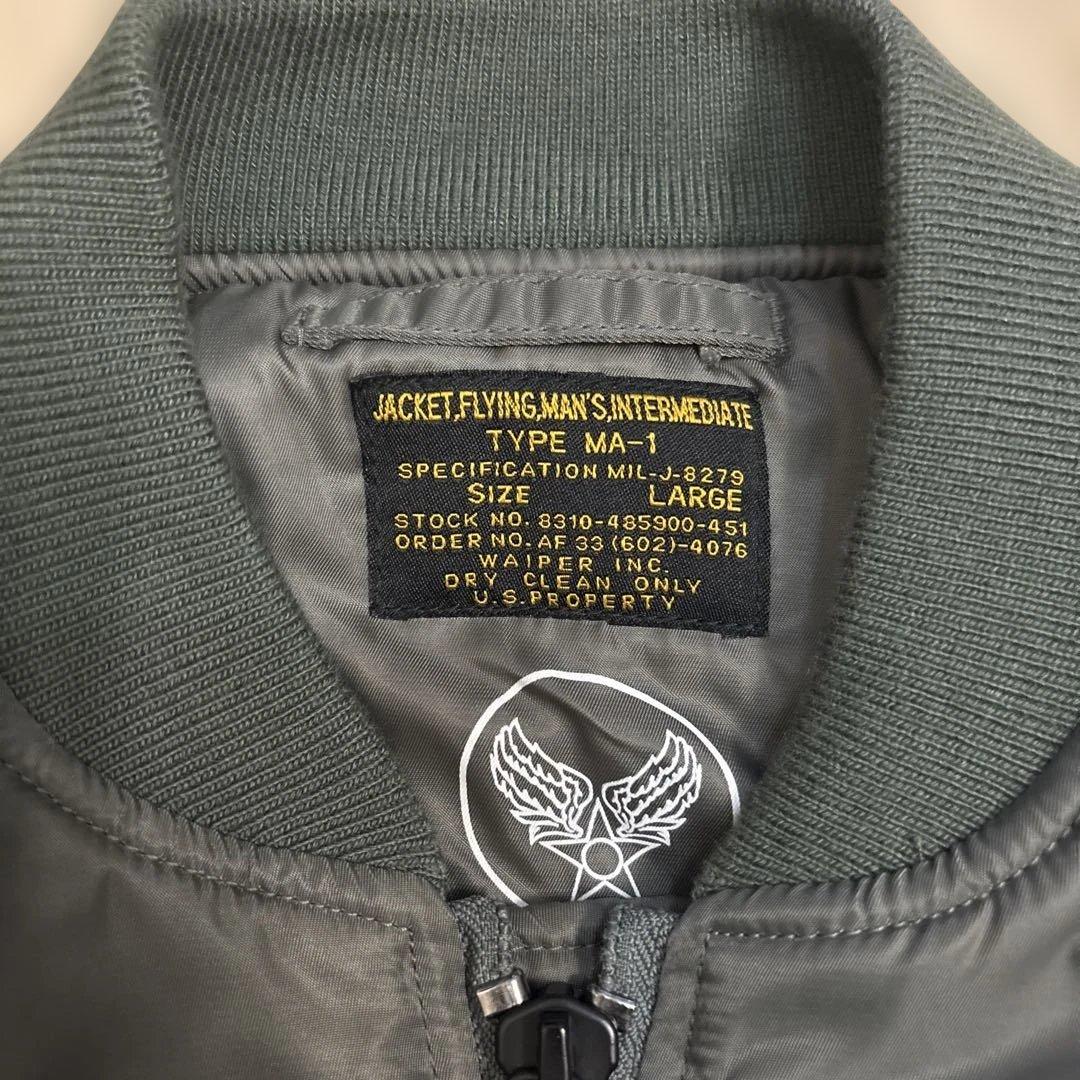 JACKET,FLYING,MAN'S,INTERMEDIATE
TYPE MA-1
SPECIFICATION MIL-J-8279
SIZE LARGE
STOCK NO. 8310-485900-451
ORDER NO. AF 33 (602)-4076
WAIPER INC.
DRY CLEAN ONLY
U.S.PROPERTY